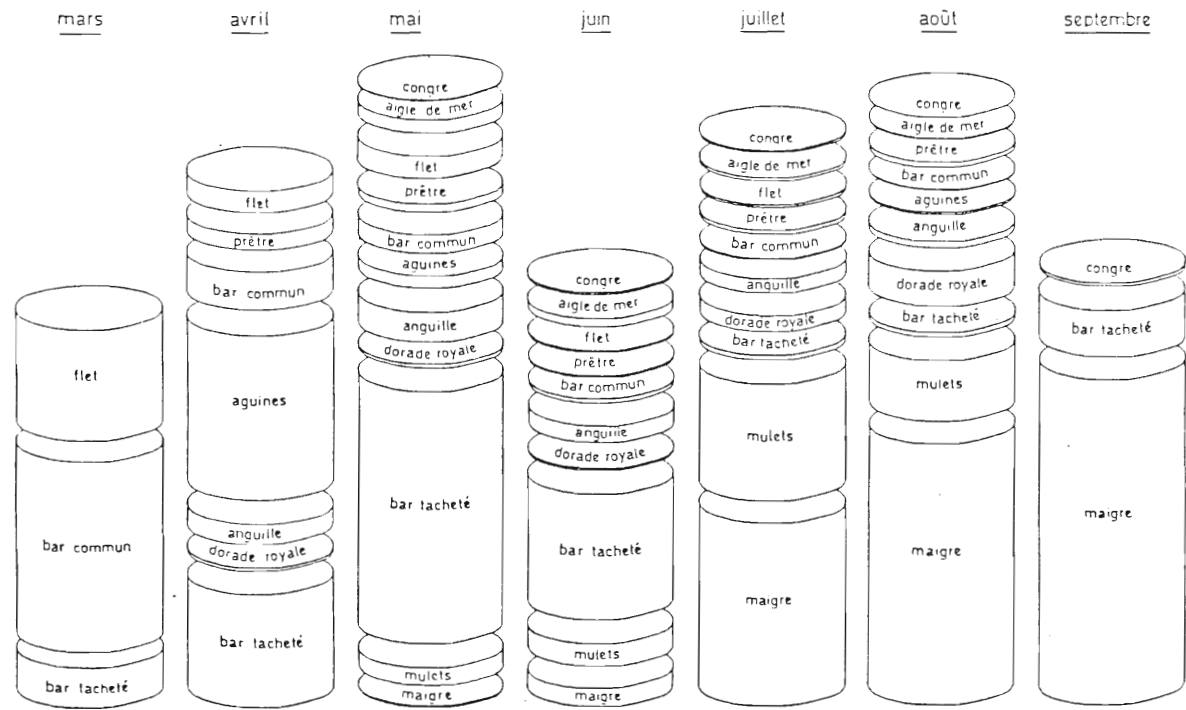 mars
avril
mai
juin
juillet
août
septembre
flet
bar commun
bar tacheté
flet
prêtre
bar commun
aguines
anguille
dorade royale
bar tacheté
congre
aigle de mer
flet
prêtre
bar commun
aguines
anguille
dorade royale
bar tacheté
mulets
maigre
congre
aigle de mer
flet
prêtre
bar commun
anguille
dorade royale
bar tacheté
mulets
maigre
congre
aigle de mer
flet
prêtre
bar commun
anguille
dorade royale
bar tacheté
mulets
maigre
congre
aigle de mer
prêtre
bar commun
aguines
anguille
dorade royale
bar tacheté
mulets
maigre
congre
bar tacheté
maigre